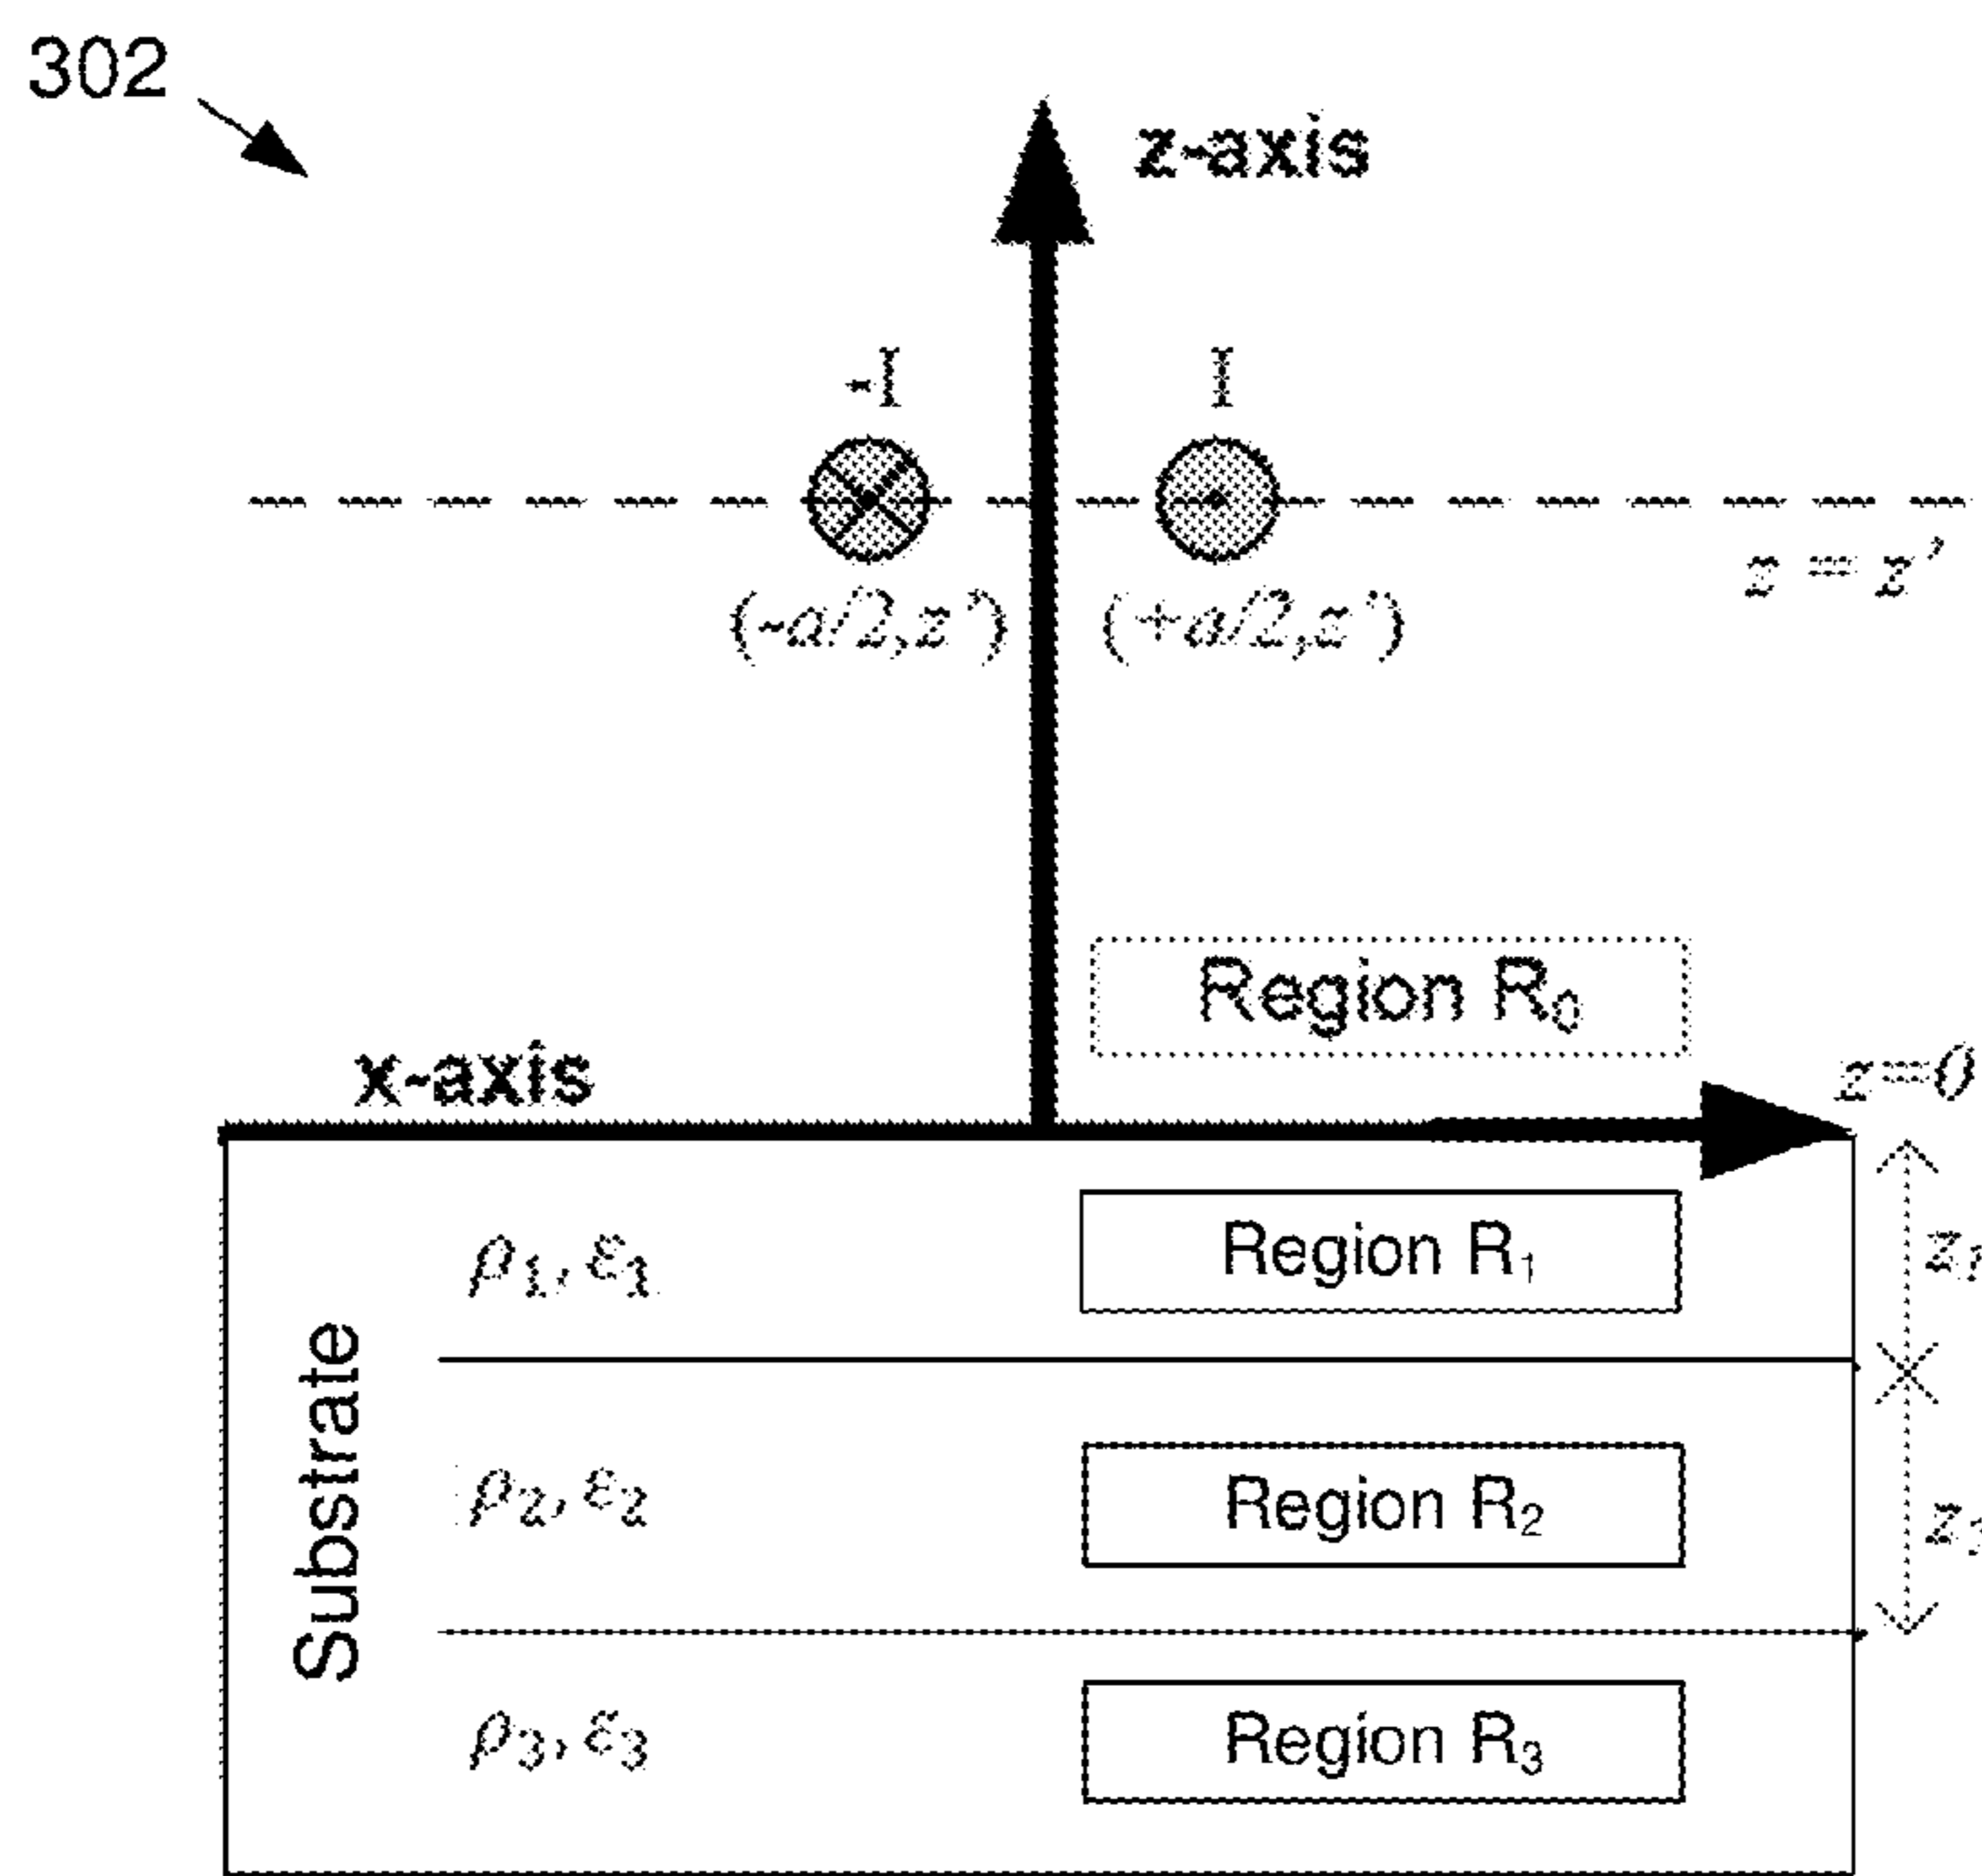 302
z-axis
-I I
z = z'
(-a/2,z') (+a/2,z')
Region R₀
x-axis
z=0
ρ₁, ε₁ Region R₁
z₁
Substrate
ρ₂, ε₂ Region R₂
ρ₃, ε₃ Region R₃